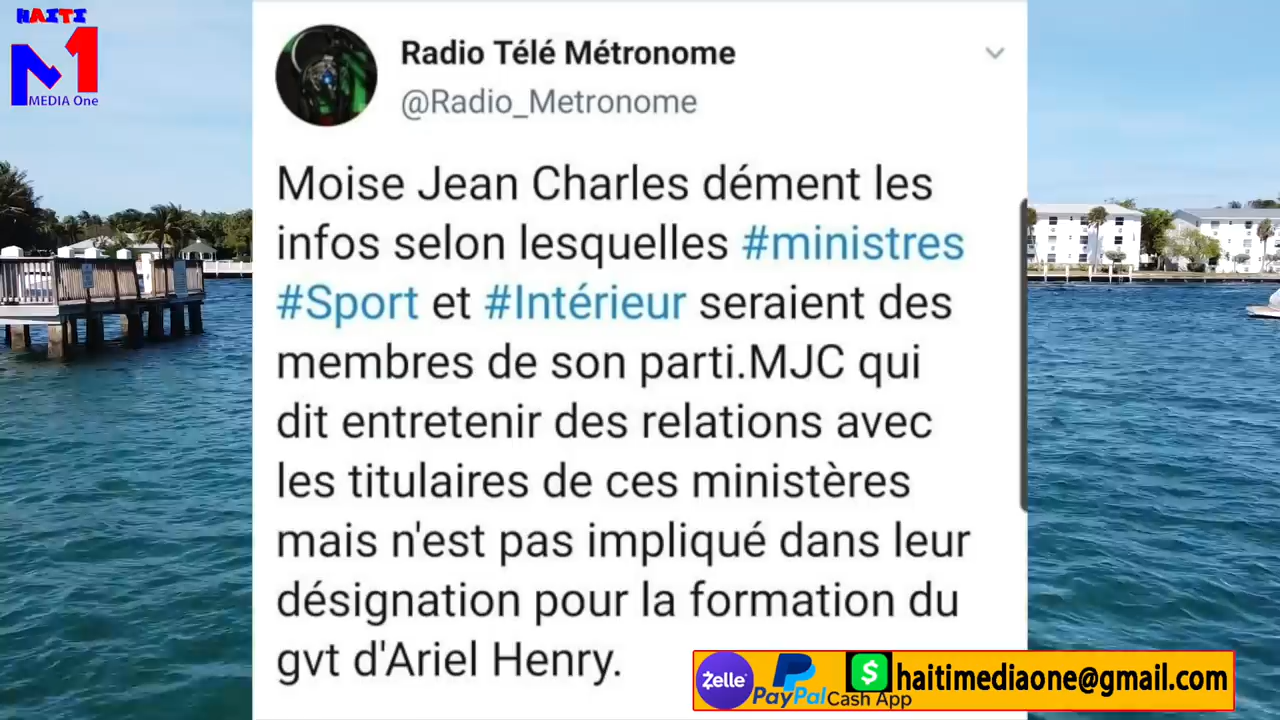 HAITI
M1
MEDIA One
Radio Télé Métronome
@Radio_Metronome
Moise Jean Charles dément les
infos selon lesquelles #ministres
#Sport et #Intérieur seraient des
membres de son parti.MJC qui
dit entretenir des relations avec
les titulaires de ces ministères
mais n'est pas impliqué dans leur
désignation pour la formation du
gvt d'Ariel Henry.
Zelle
PayPal
$
Cash App
haitimediaone@gmail.com